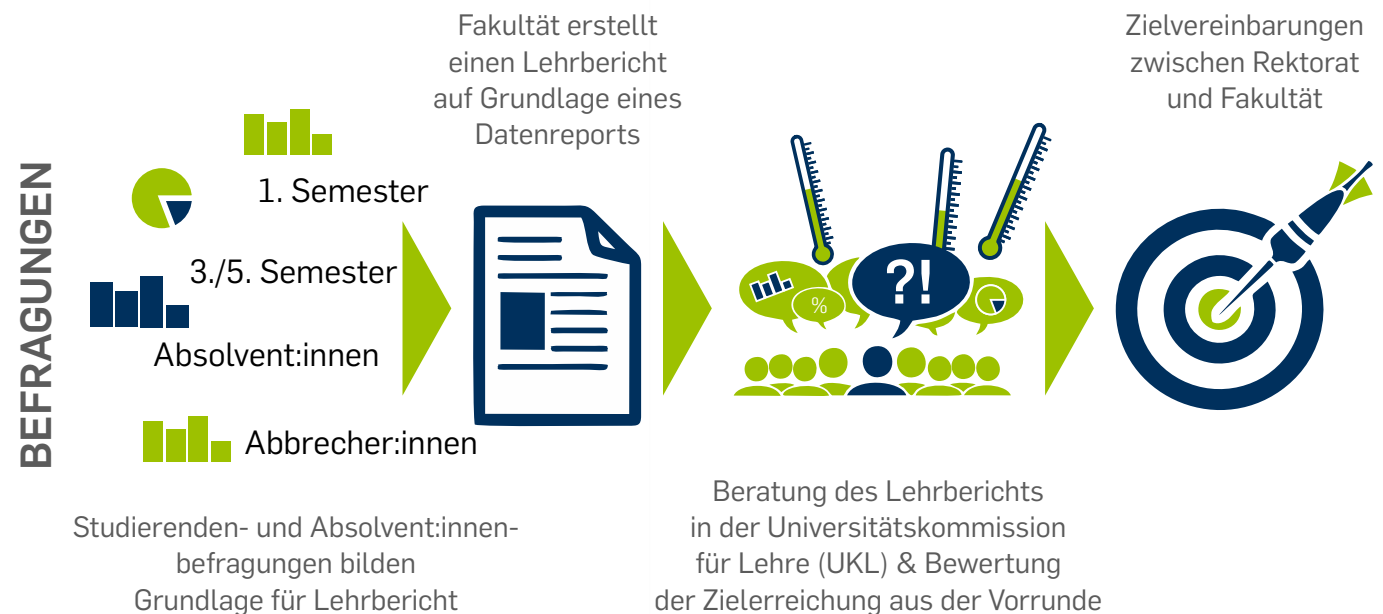 BEFRAGUNGEN
1. Semester
3./5. Semester
Absolvent:innen
Abbrecher:innen
Studierenden- und Absolvent:innen-
befragungen bilden
Grundlage für Lehrbericht
Fakultät erstellt
einen Lehrbericht
auf Grundlage eines
Datenreports
%
?!
Beratung des Lehrberichts
in der Universitätskommission
für Lehre (UKL) & Bewertung
der Zielerreichung aus der Vorrunde
Zielvereinbarungen
zwischen Rektorat
und Fakultät